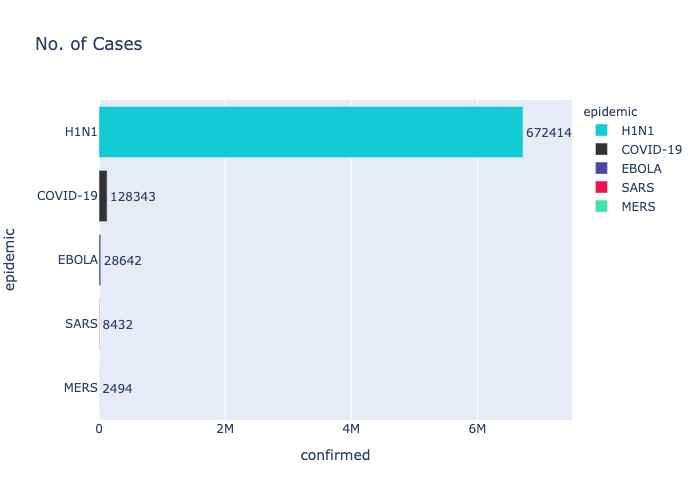 No. of Cases
epidemic
H1N1
COVID-19
EBOLA
SARS
MERS
672414
128343
28642
8432
2494
0
2M
4M
6M
confirmed
epidemic
H1N1
COVID-19
EBOLA
SARS
MERS